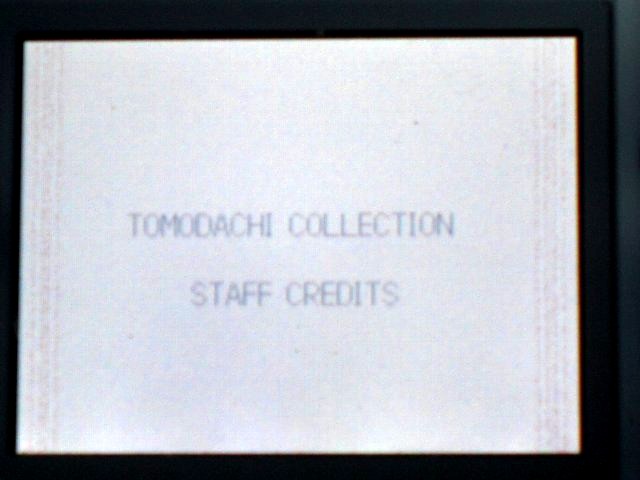 TOMODACHI COLLECTION
STAFF CREDITS